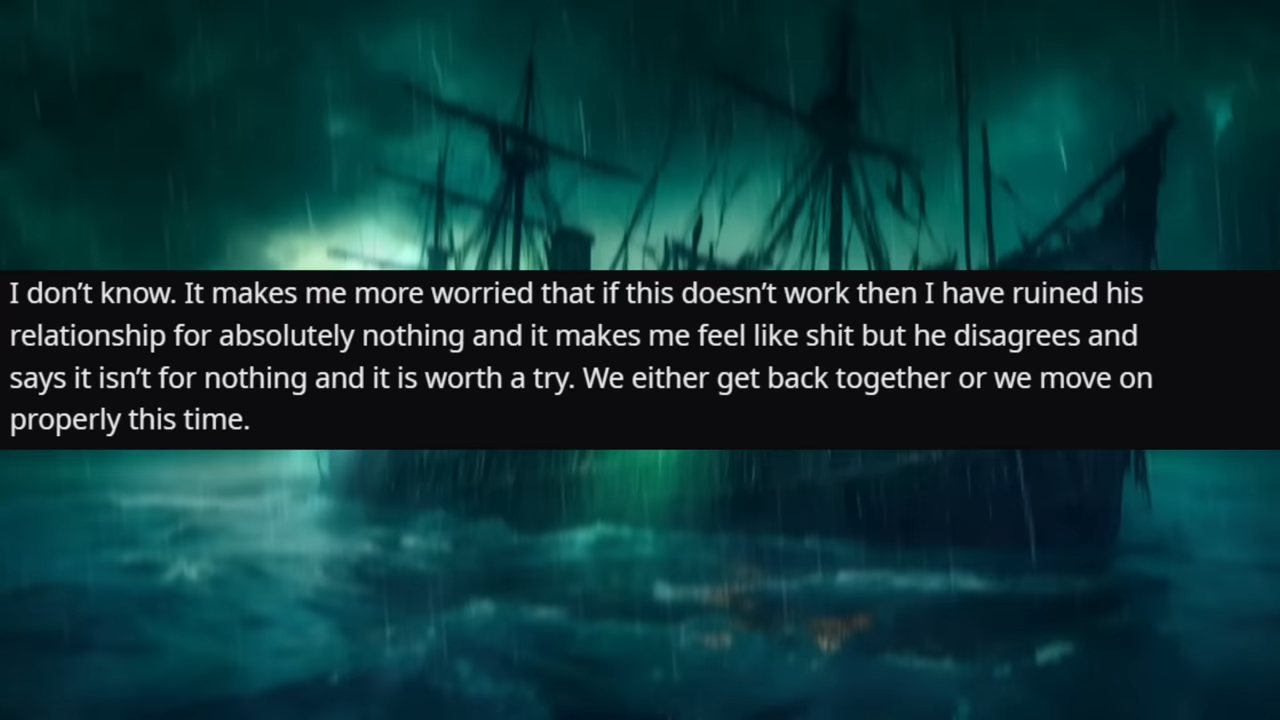 I don’t know. It makes me more worried that if this doesn’t work then I have ruined his
relationship for absolutely nothing and it makes me feel like shit but he disagrees and
says it isn’t for nothing and it is worth a try. We either get back together or we move on
properly this time.